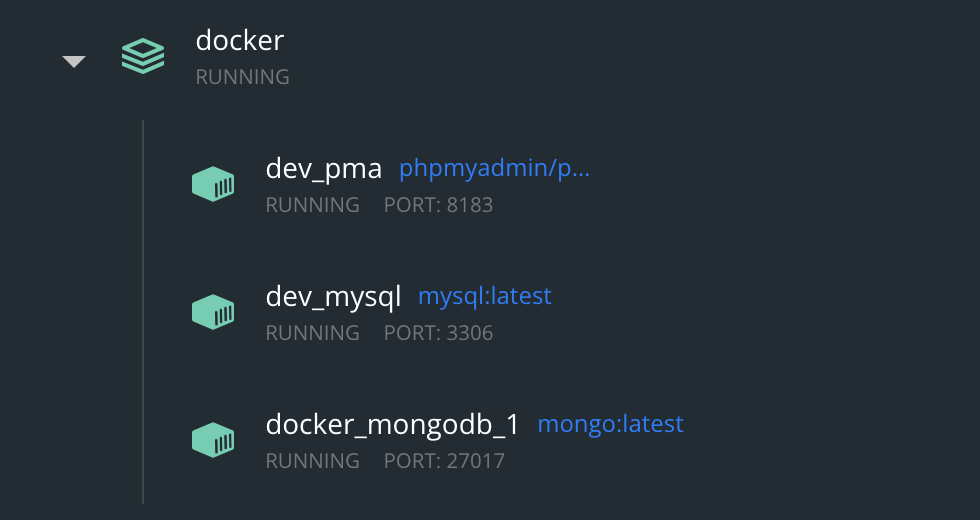 docker
RUNNING
dev_pma phpmyadmin/p...
RUNNING PORT: 8183
dev_mysql mysql:latest
RUNNING PORT: 3306
docker_mongodb_1 mongo:latest
RUNNING PORT: 27017